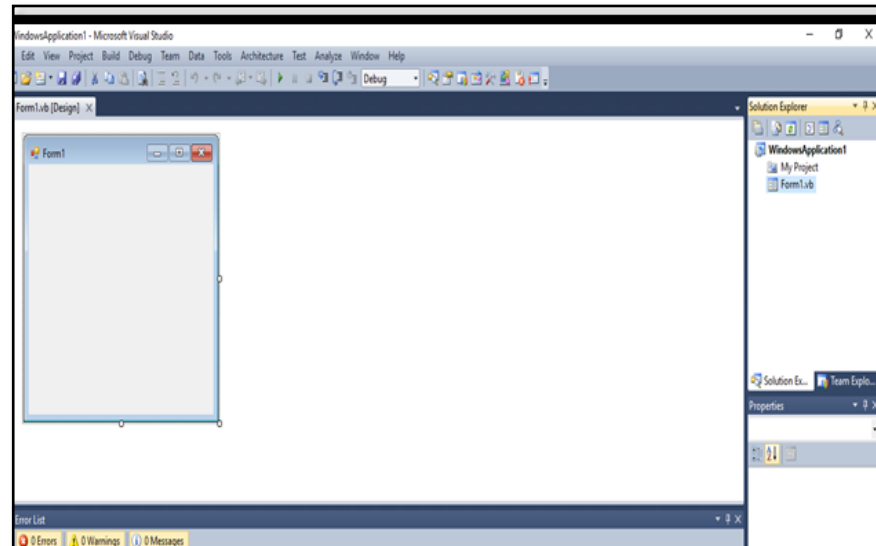 WindowsApplication1 - Microsoft Visual Studio
Edit View Project Build Debug Team Data Tools Architecture Test Analyze Window Help
Debug
Form1.vb [Design]
Form1
Solution Explorer
WindowsApplication1
My Project
Form1.vb
Solution Ex... Team Explo...
Properties
Error List
0 Errors 0 Warnings 0 Messages